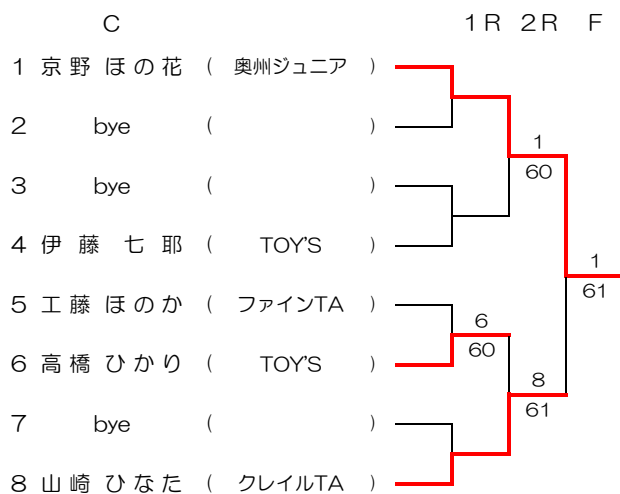 C 1R 2R F
1 京野 ほの花 ( 奥州ジュニア )
2 bye ( )
1
60
3 bye ( )
4 伊藤 七耶 ( TOY'S )
1
61
5 工藤 ほのか ( ファインTA )
6
60
6 高橋 ひかり ( TOY'S )
8
61
7 bye ( )
8 山崎 ひなた ( クレイルTA )